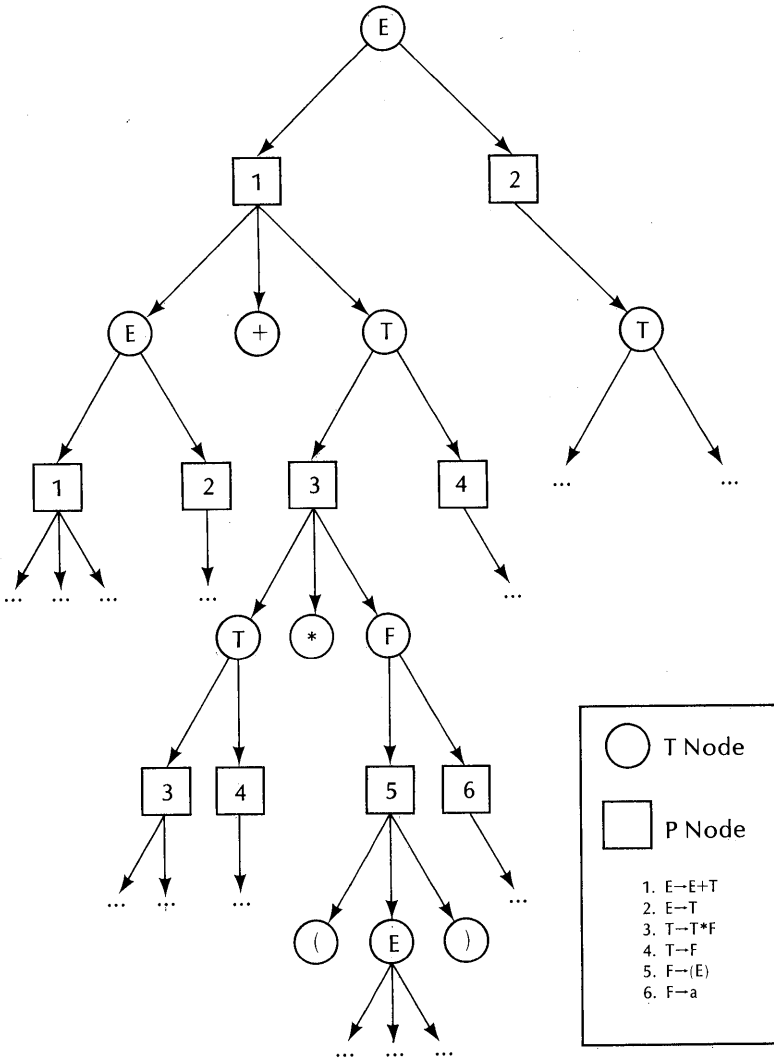 E
1 2
E + T T
1 2 3 4 ... ...
... ... ... ... ...
T * F
3 4 5 6
... ... ... ...
( E )
... ... ...
T Node
P Node
1. E→E+T
2. E→T
3. T→T*F
4. T→F
5. F→(E)
6. F→a